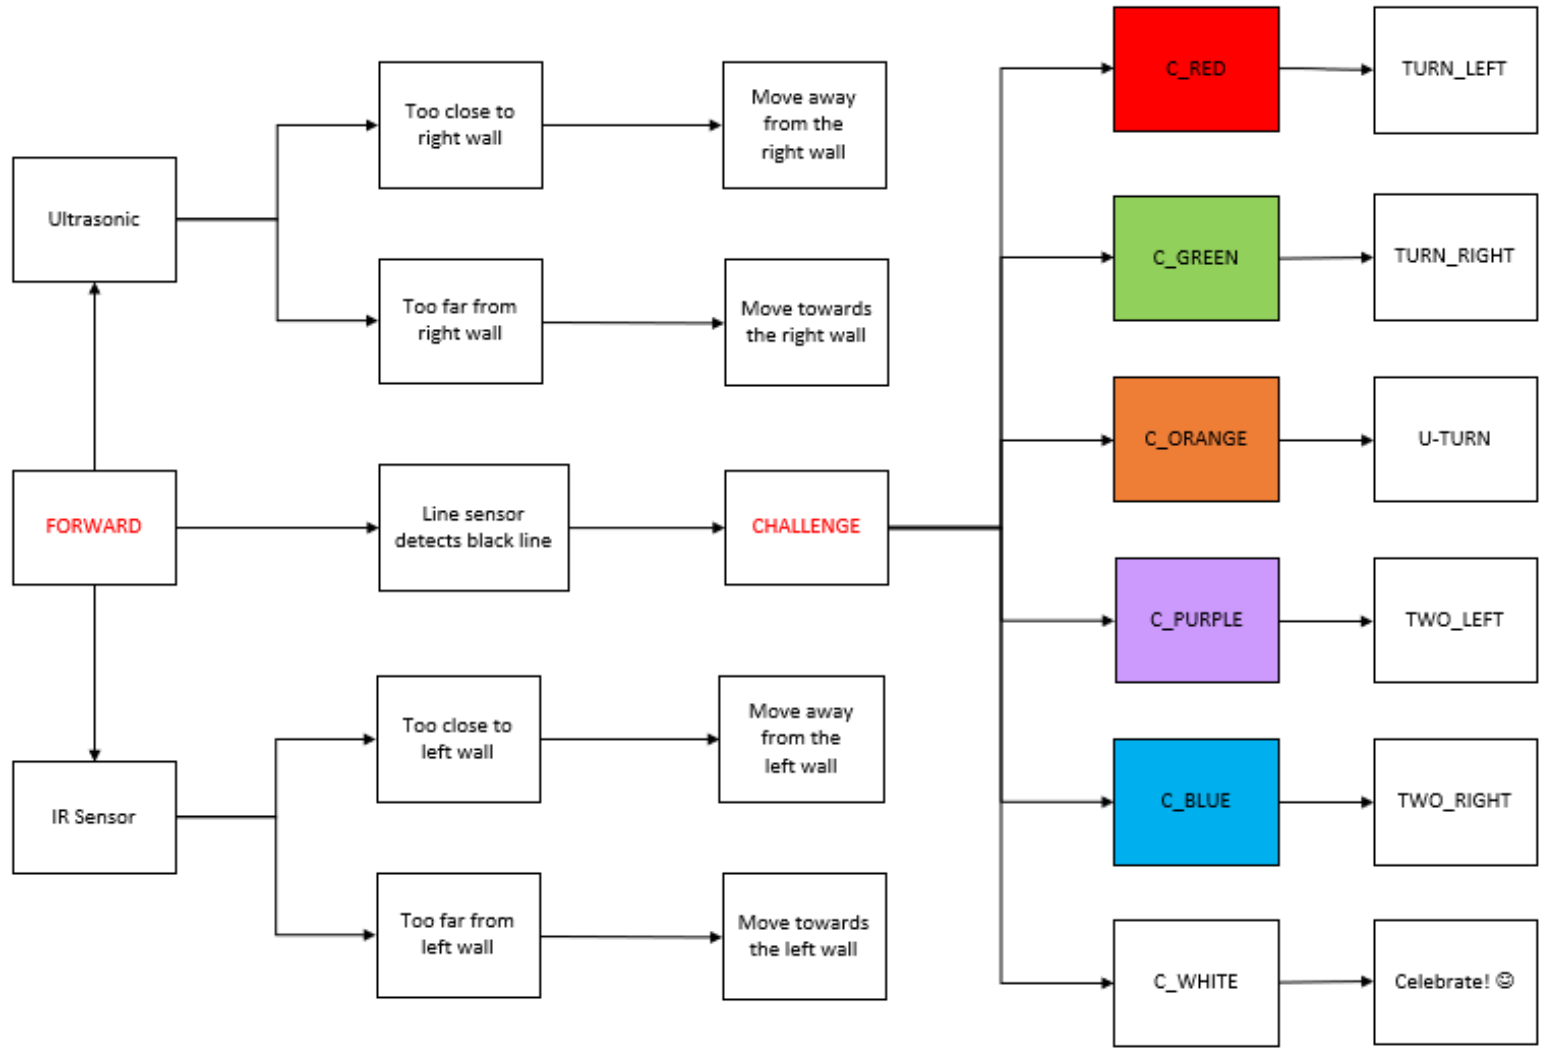 Ultrasonic
Too close to
right wall
Move away
from the
right wall
Too far from
right wall
Move towards
the right wall
FORWARD
Line sensor
detects black line
CHALLENGE
IR Sensor
Too close to
left wall
Move away
from the
left wall
Too far from
left wall
Move towards
the left wall
C_RED
TURN_LEFT
C_GREEN
TURN_RIGHT
C_ORANGE
U-TURN
C_PURPLE
TWO_LEFT
C_BLUE
TWO_RIGHT
C_WHITE
Celebrate! ☺